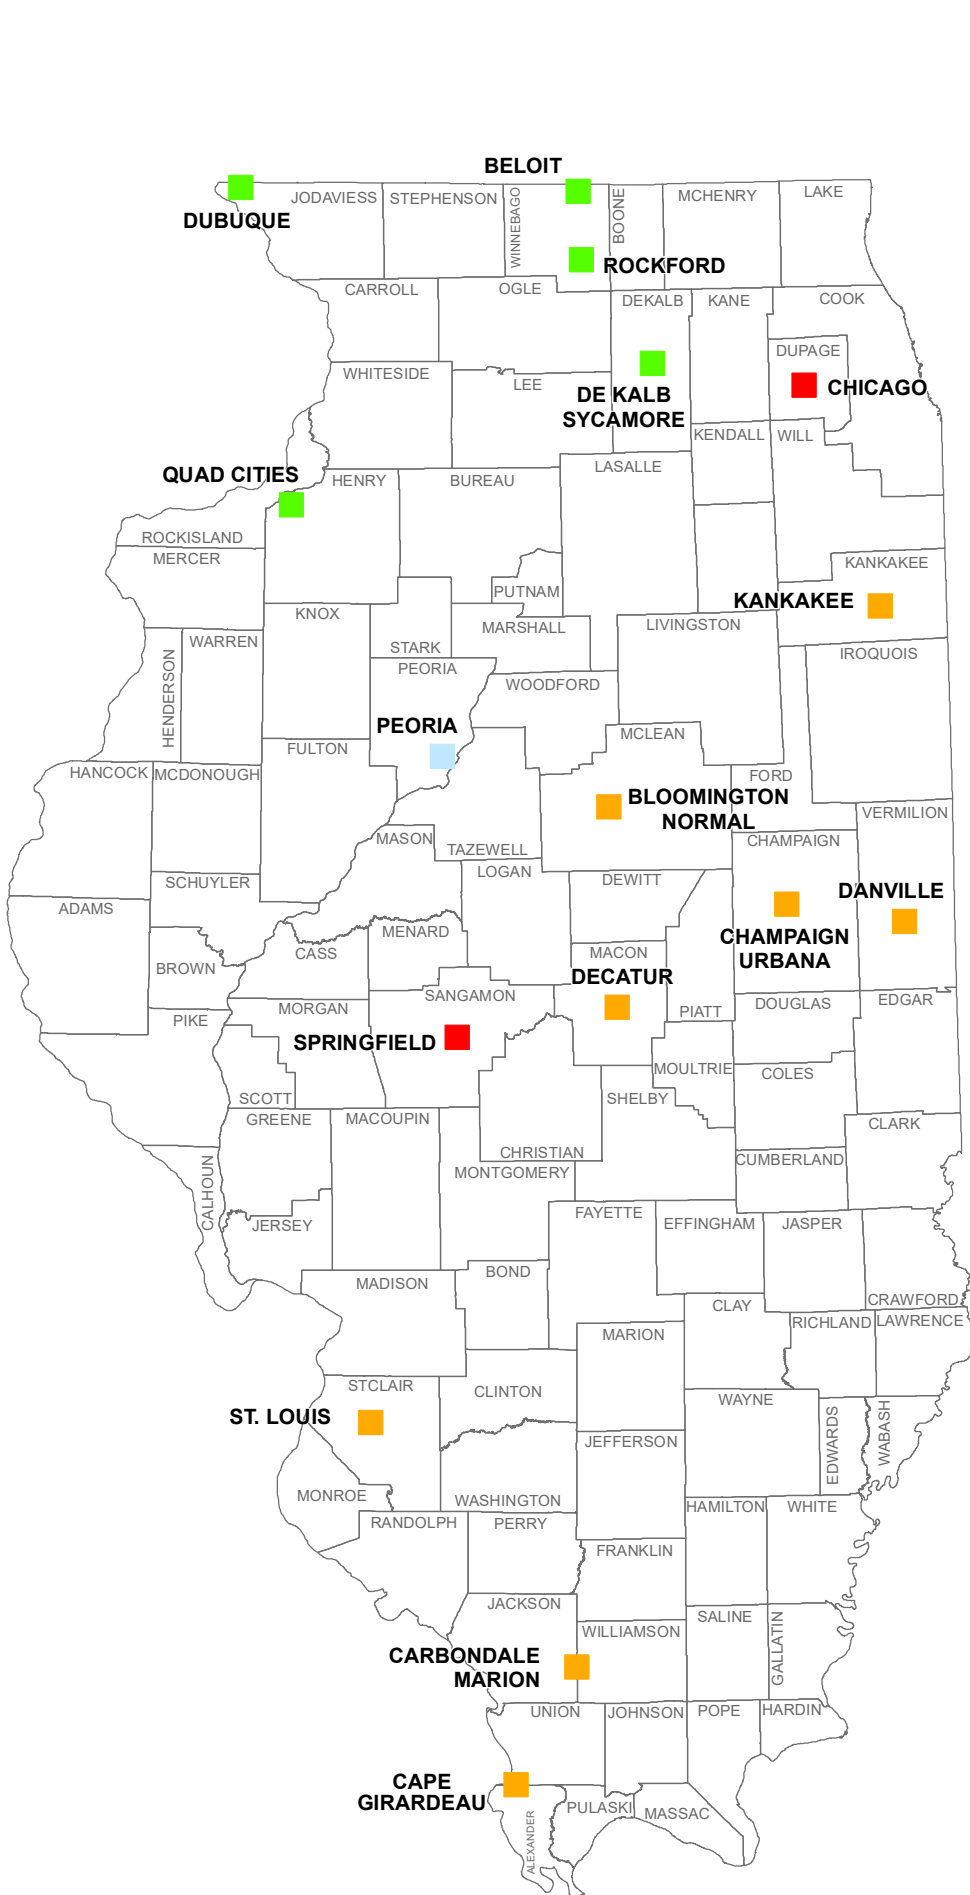 BELOIT
JODAVIESS
STEPHENSON
WINNEBAGO
BOONE
MCHENRY
LAKE
DUBUQUE
ROCKFORD
CARROLL
OGLE
DEKALB
KANE
COOK
DUPAGE
WHITESIDE
LEE
CHICAGO
DE KALB
SYCAMORE
KENDALL
WILL
QUAD CITIES
HENRY
BUREAU
LASALLE
ROCKISLAND
MERCER
KANKAKEE
PUTNAM
KANKAKEE
KNOX
MARSHALL
LIVINGSTON
WARREN
STARK
IROQUOIS
HENDERSON
PEORIA
WOODFORD
PEORIA
MCLEAN
FULTON
HANCOCK
MCDONOUGH
FORD
BLOOMINGTON
NORMAL
VERMILION
MASON
TAZEWELL
CHAMPAIGN
LOGAN
SCHUYLER
DEWITT
DANVILLE
ADAMS
MENARD
CHAMPAIGN
URBANA
CASS
MACON
BROWN
DECATUR
SANGAMON
MORGAN
PIATT
DOUGLAS
EDGAR
PIKE
SPRINGFIELD
MOULTRIE
COLES
SCOTT
SHELBY
GREENE
MACOUPIN
CLARK
CHRISTIAN
CUMBERLAND
MONTGOMERY
CALHOUN
JERSEY
FAYETTE
EFFINGHAM
JASPER
MADISON
BOND
CLAY
CRAWFORD
RICHLAND
LAWRENCE
MARION
STCLAIR
CLINTON
WAYNE
ST. LOUIS
EDWARDS
WABASH
JEFFERSON
MONROE
WASHINGTON
HAMILTON
WHITE
RANDOLPH
PERRY
FRANKLIN
JACKSON
WILLIAMSON
SALINE
GALLATIN
CARBONDALE
MARION
UNION
JOHNSON
POPE
HARDIN
CAPE
GIRARDEAU
ALEXANDER
PULASKI
MASSAC